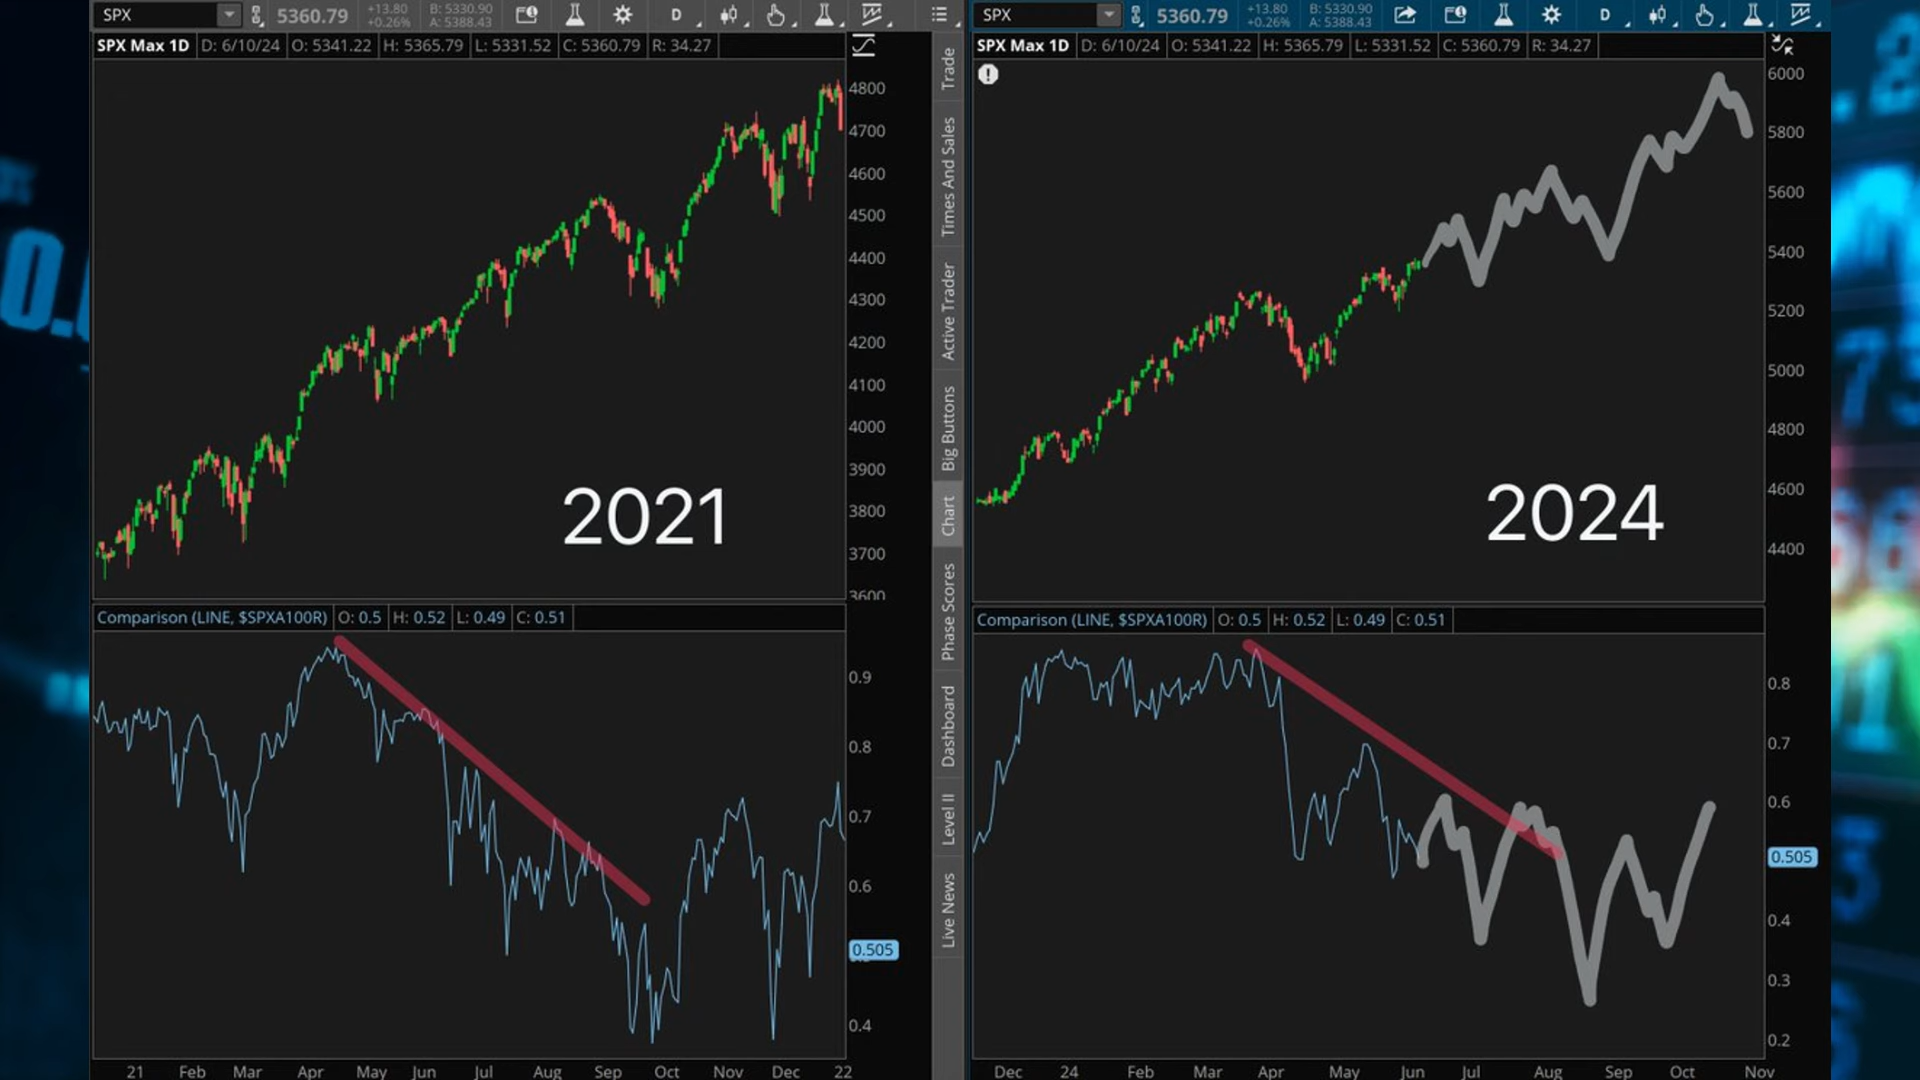 SPX
5360.79
+13.80
+0.26%
B: 5330.90
A: 5388.43
D
SPX Max 1D D: 6/10/24 O: 5341.22 H: 5365.79 L: 5331.52 C: 5360.79 R: 34.27
4800
4700
4600
4500
4400
4300
4200
4100
4000
3900
3800
3700
3600
2021
Comparison (LINE, $SPXA100R) O: 0.5 H: 0.52 L: 0.49 C: 0.51
0.9
0.8
0.7
0.6
0.505
0.4
21 Feb Mar Apr May Jun Jul Aug Sep Oct Nov Dec 22
Trade
Times And Sales
Active Trader
Big Buttons
Chart
Phase Scores
Dashboard
Level II
Live News
SPX
5360.79
+13.80
+0.26%
B: 5330.90
A: 5388.43
D
SPX Max 1D D: 6/10/24 O: 5341.22 H: 5365.79 L: 5331.52 C: 5360.79 R: 34.27
6000
5800
5600
5400
5200
5000
4800
4600
4400
2024
Comparison (LINE, $SPXA100R) O: 0.5 H: 0.52 L: 0.49 C: 0.51
0.8
0.7
0.6
0.505
0.4
0.3
0.2
Dec 24 Feb Mar Apr May Jun Jul Aug Sep Oct Nov